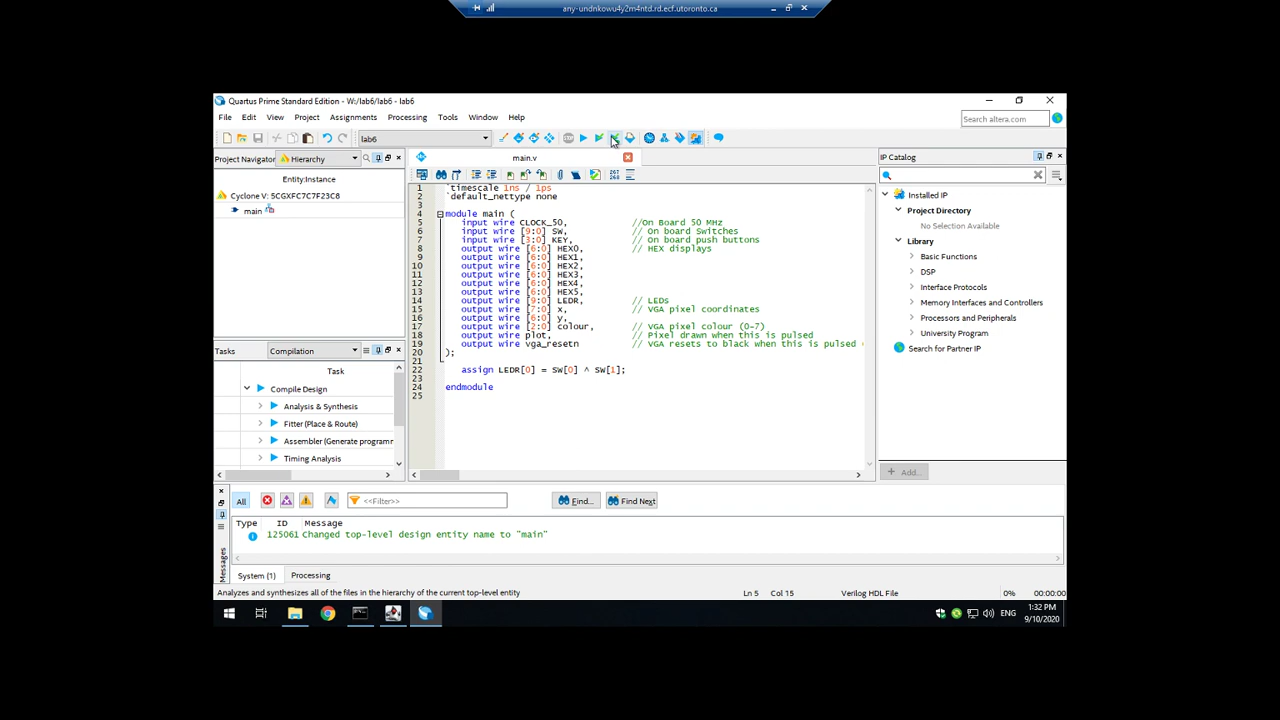 any-undnkowu4y2m4ntd.rd.ecf.utoronto.ca
Quartus Prime Standard Edition - W:/lab6/lab6 - lab6
File Edit View Project Assignments Processing Tools Window Help
Search altera.com
lab6
Project Navigator Hierarchy
main.v
IP Catalog
Entity:Instance
Cyclone V: 5CGXFC7C7F23C8
main
1 `timescale 1ns / 1ps
2 `default_nettype none
3
4 module main (
5 input wire CLOCK_50, //On Board 50 MHz
6 input wire [9:0] SW, // On board Switches
7 input wire [3:0] KEY, // On board push buttons
8 output wire [6:0] HEX0, // HEX displays
9 output wire [6:0] HEX1,
10 output wire [6:0] HEX2,
11 output wire [6:0] HEX3,
12 output wire [6:0] HEX4,
13 output wire [6:0] HEX5,
14 output wire [9:0] LEDR, // LEDs
15 output wire [7:0] x, // VGA pixel coordinates
16 output wire [6:0] y,
17 output wire [2:0] colour, // VGA pixel colour (0-7)
18 output wire plot, // Pixel drawn when this is pulsed
19 output wire vga_resetn // VGA resets to black when this is pulsed
20 );
21
22 assign LEDR[0] = SW[0] ^ SW[1];
23
24 endmodule
25
Installed IP
Project Directory
No Selection Available
Library
Basic Functions
DSP
Interface Protocols
Memory Interfaces and Controllers
Processors and Peripherals
University Program
Search for Partner IP
+ Add...
Tasks Compilation
Task
Compile Design
Analysis & Synthesis
Fitter (Place & Route)
Assembler (Generate programm
Timing Analysis
All <<Filter>> Find... Find Next
Type ID Message
125061 Changed top-level design entity name to "main"
Messages
System (1) Processing
Analyzes and synthesizes all of the files in the hierarchy of the current top-level entity Ln 5 Col 15 Verilog HDL File 0% 00:00:00
ENG
1:32 PM
9/10/2020